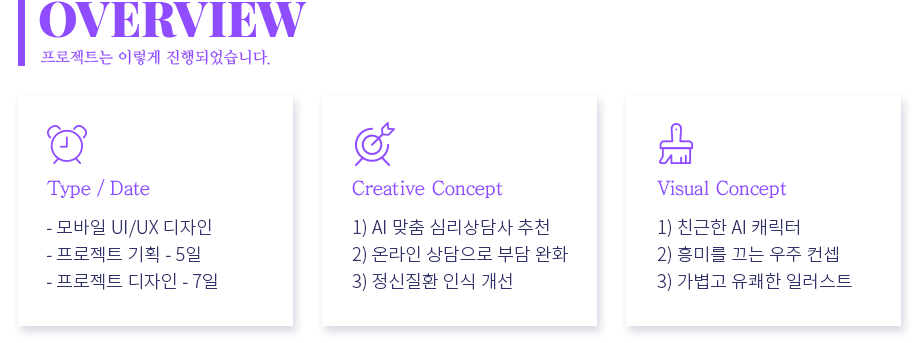 OVERVIEW
프로젝트는 이렇게 진행되었습니다.
Type / Date
- 모바일 UI/UX 디자인
- 프로젝트 기획 - 5일
- 프로젝트 디자인 - 7일
Creative Concept
1) AI 맞춤 심리상담사 추천
2) 온라인 상담으로 부담 완화
3) 정신질환 인식 개선
Visual Concept
1) 친근한 AI 캐릭터
2) 흥미를 끄는 우주 컨셉
3) 가볍고 유쾌한 일러스트